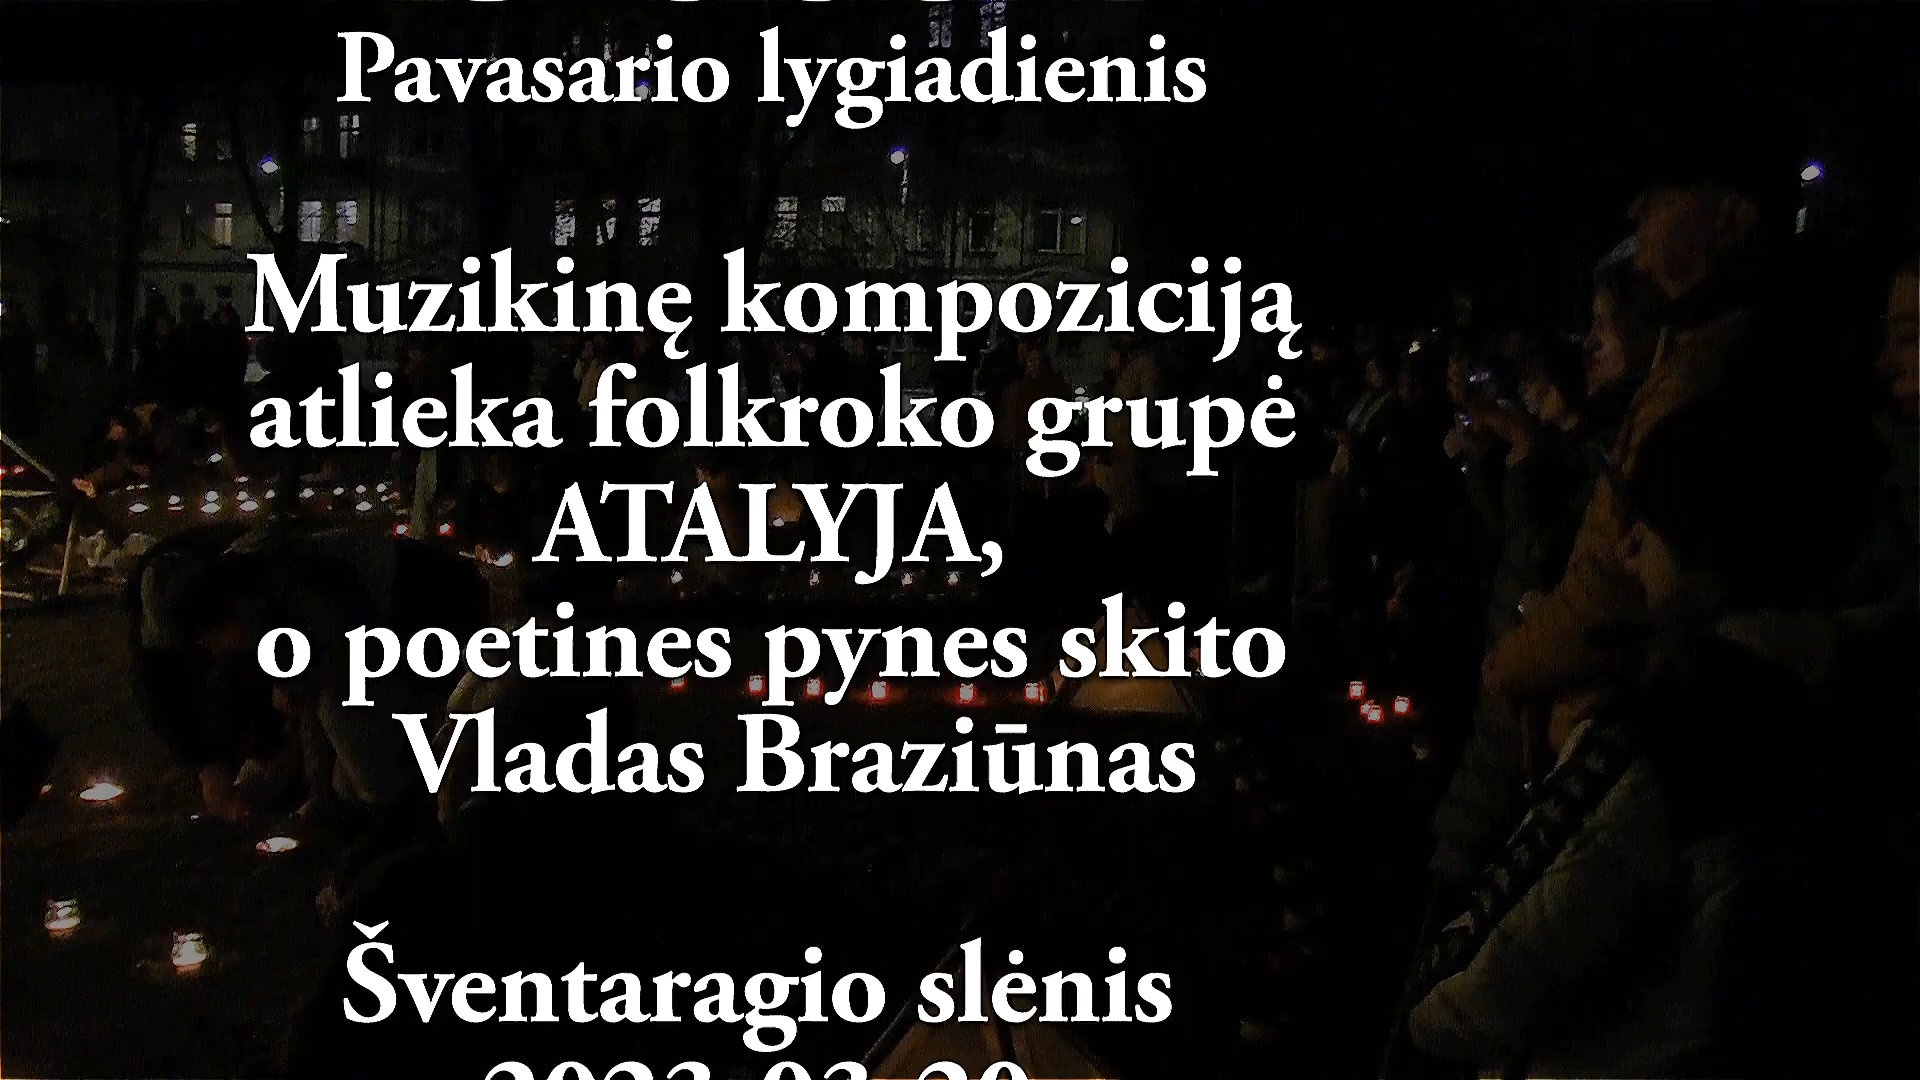 Pavasario lygiadienis
Muzikinę kompoziciją
atlieka folkroko grupė
ATALYJA,
o poetines pynes skito
Vladas Braziūnas
Šventaragio slėnis